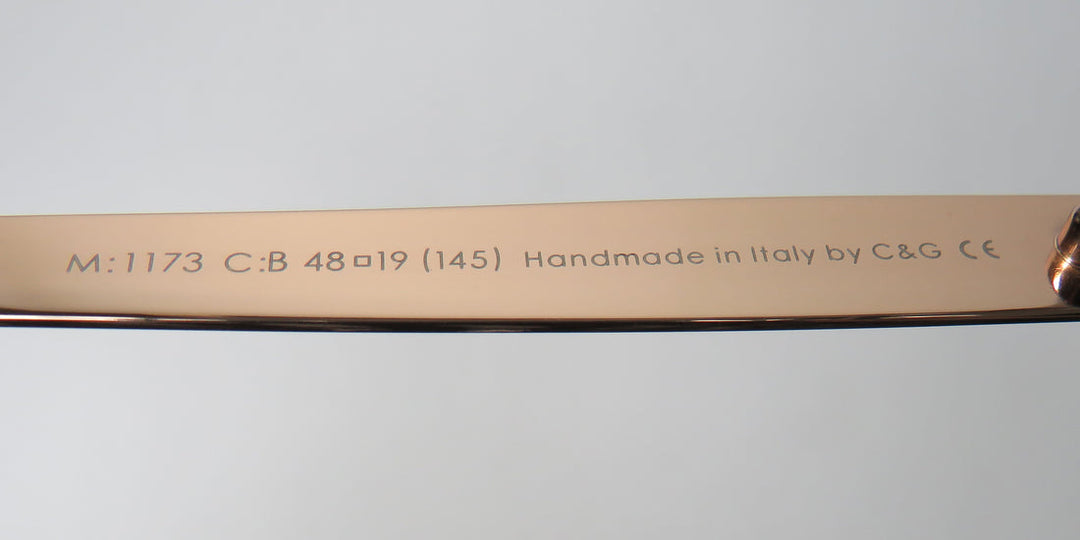 M:1173 C:B 48□19 (145) Handmade in Italy by C&G CE